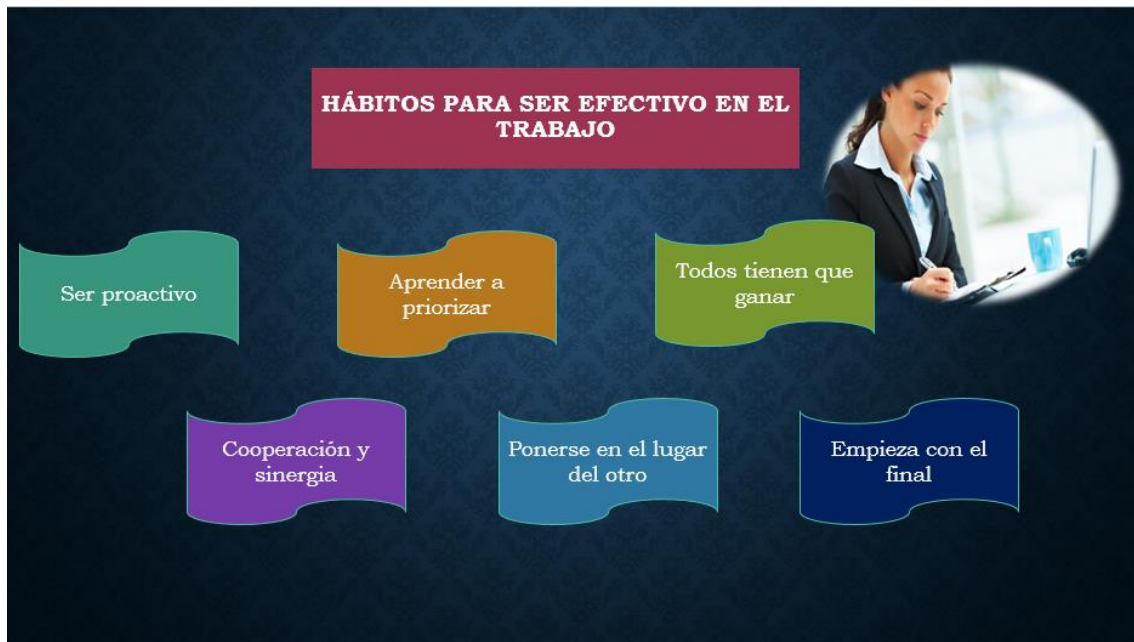 HÁBITOS PARA SER EFECTIVO EN EL
TRABAJO
Ser proactivo
Aprender a
priorizar
Todos tienen que
ganar
Cooperación y
sinergia
Ponerse en el lugar
del otro
Empieza con el
final